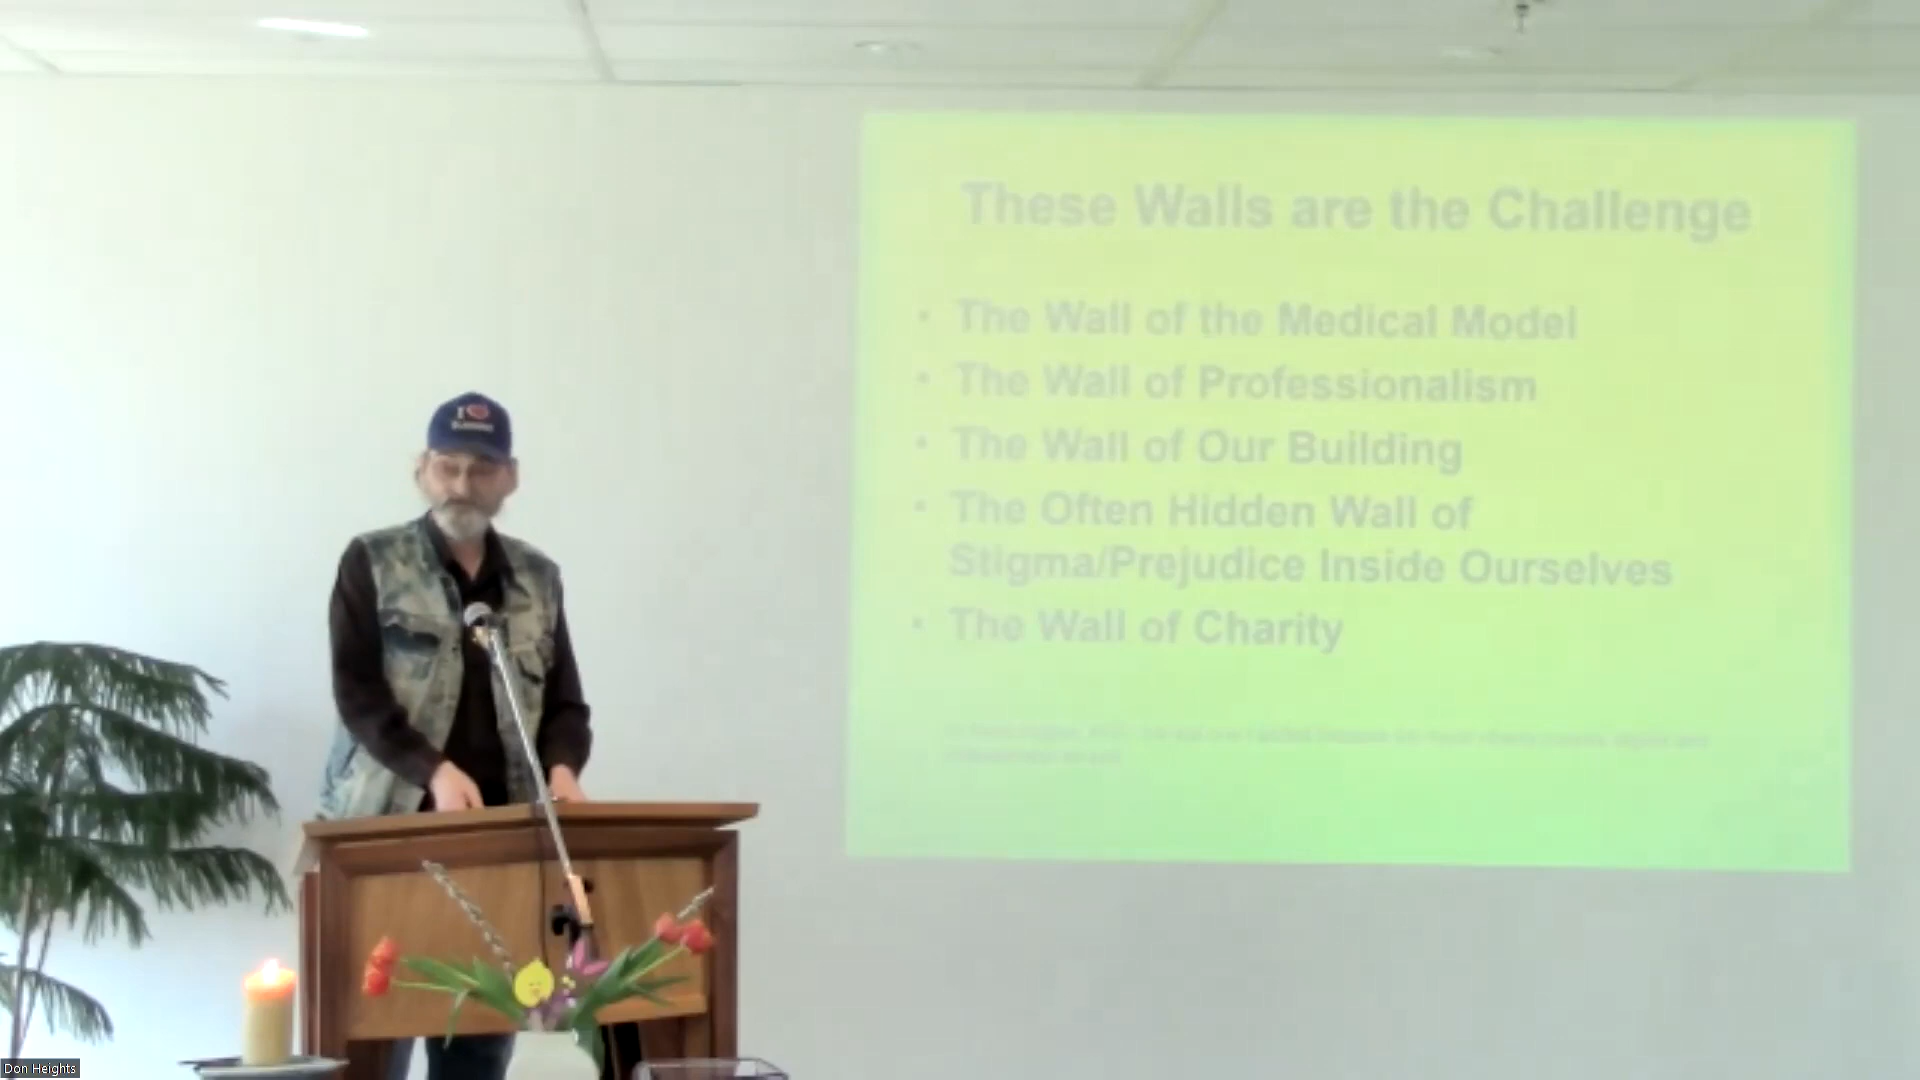 I
These Walls are the Challenge
• The Wall of the Medical Model
• The Wall of Professionalism
• The Wall of Our Building
• The Often Hidden Wall of
Stigma/Prejudice Inside Ourselves
• The Wall of Charity
Don Heights